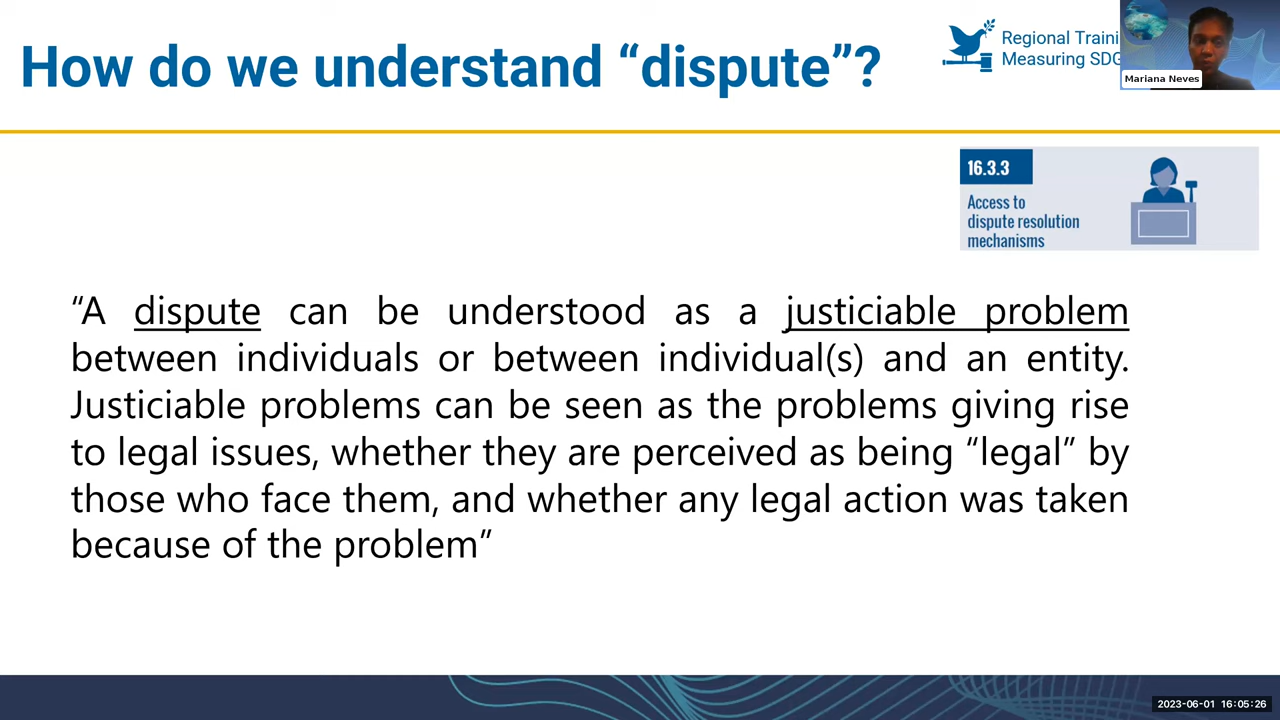 How do we understand “dispute”?
Regional Traini
Measuring SDG
Mariana Neves
16.3.3
Access to
dispute resolution
mechanisms
“A dispute can be understood as a justiciable problem
between individuals or between individual(s) and an entity.
Justiciable problems can be seen as the problems giving rise
to legal issues, whether they are perceived as being “legal” by
those who face them, and whether any legal action was taken
because of the problem”
2023-06-01 16:05:26